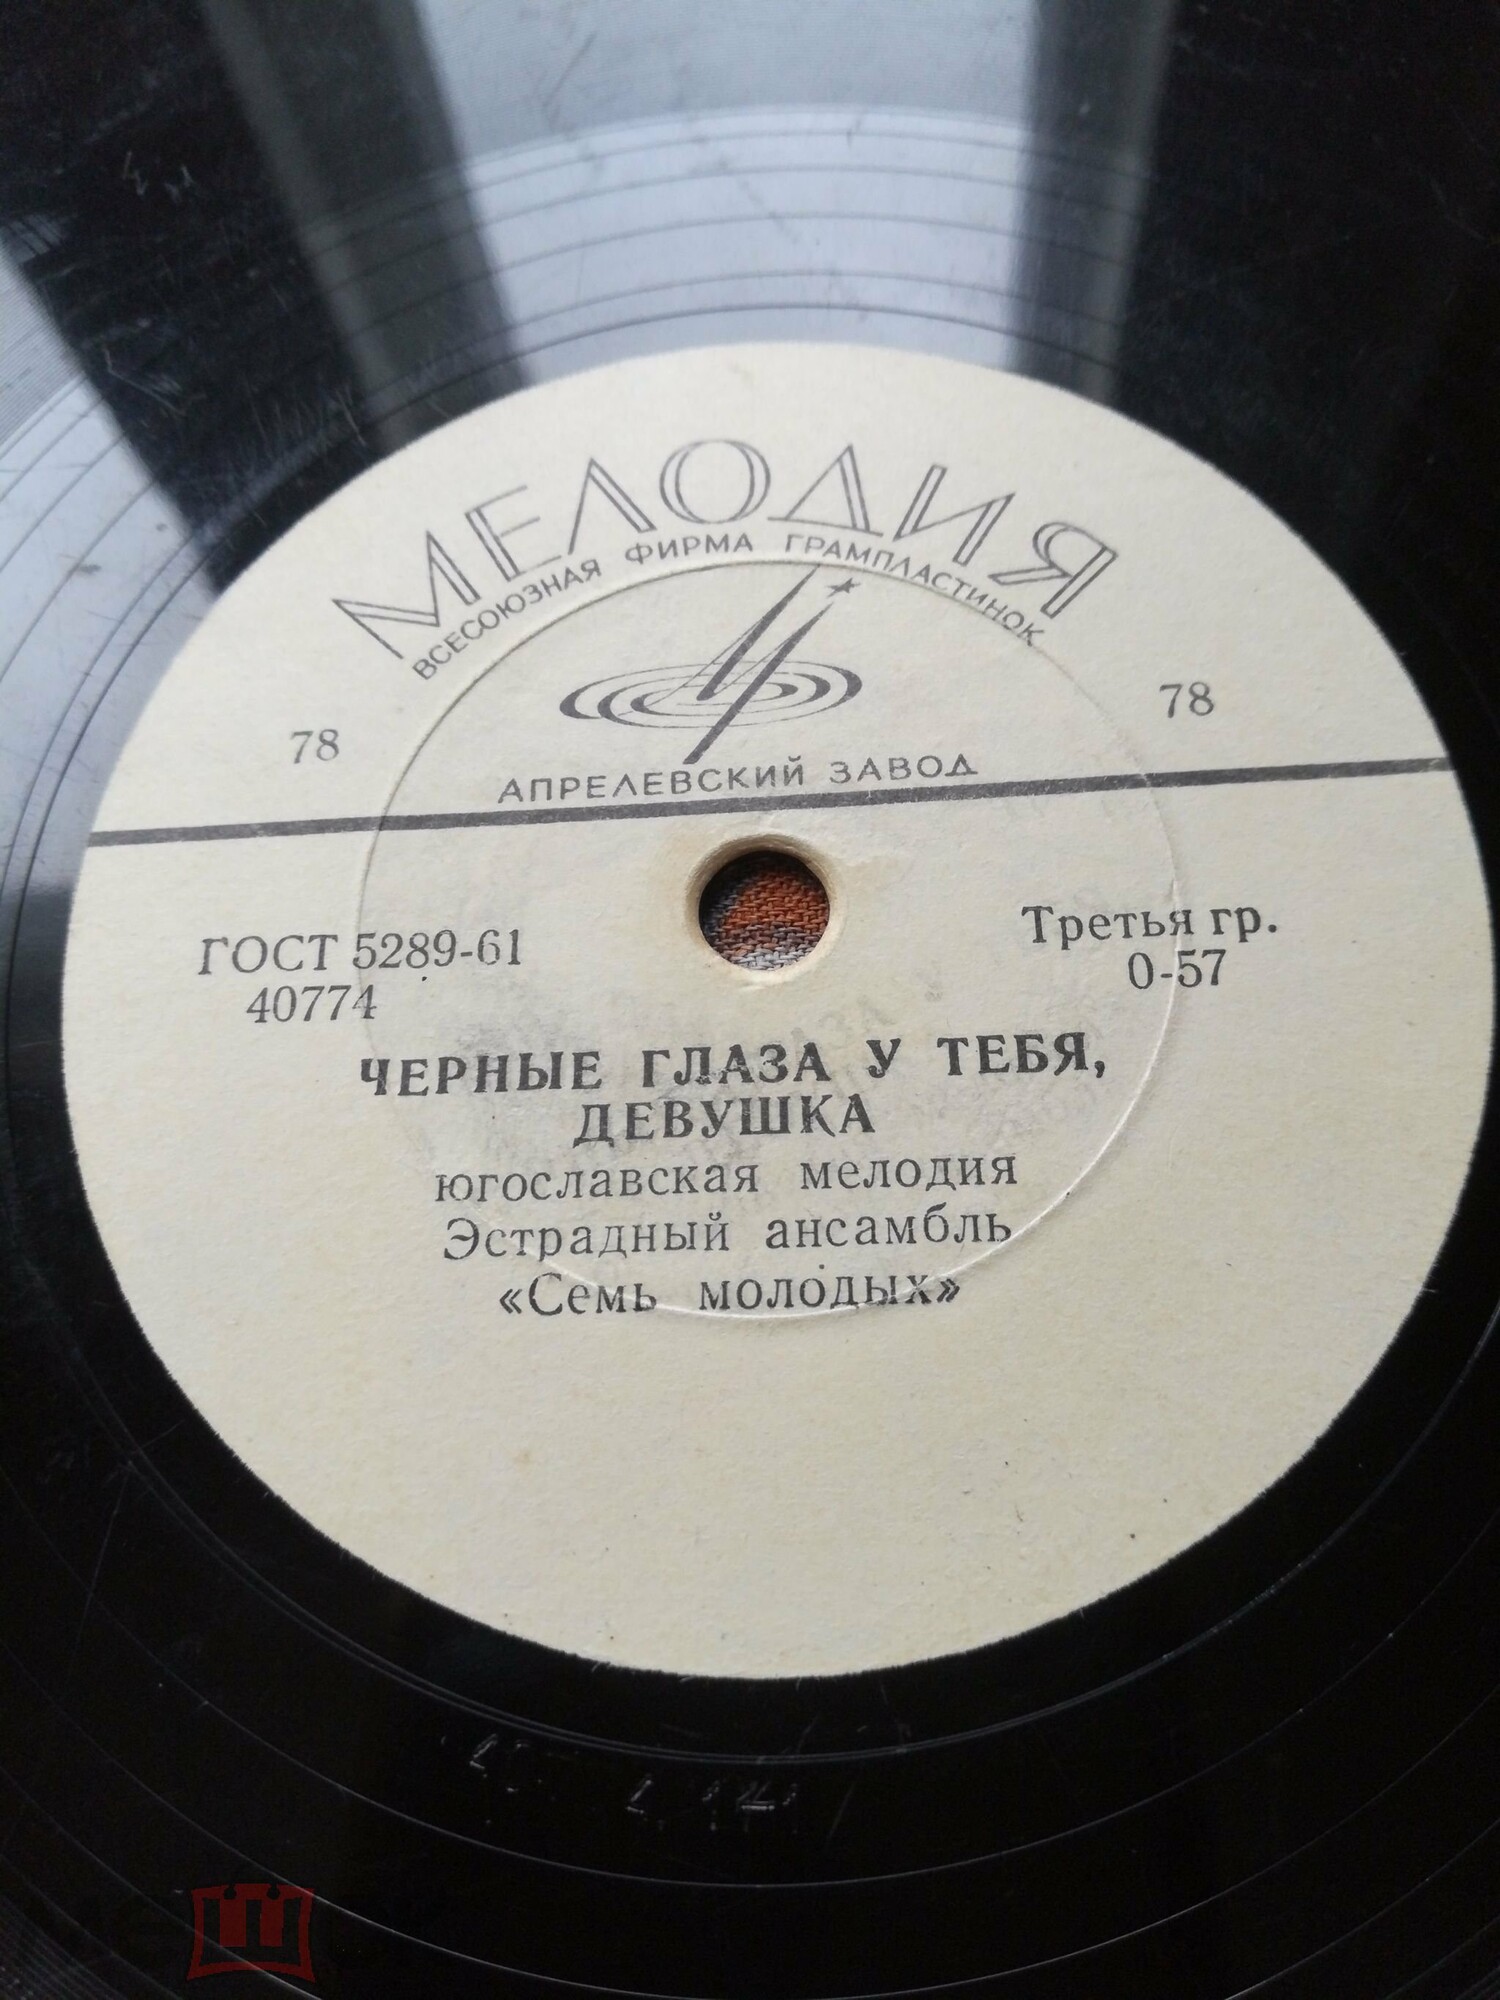 МЕЛОДИЯ
ВСЕСОЮЗНАЯ ФИРМА ГРАМПЛАСТИНОК
78 78
АПРЕЛЕВСКИЙ ЗАВОД
ГОСТ 5289-61 Третья гр.
40774 0-57
ЧЕРНЫЕ ГЛАЗА У ТЕБЯ,
ДЕВУШКА
югославская мелодия
Эстрадный ансамбль
«Семь молодых»